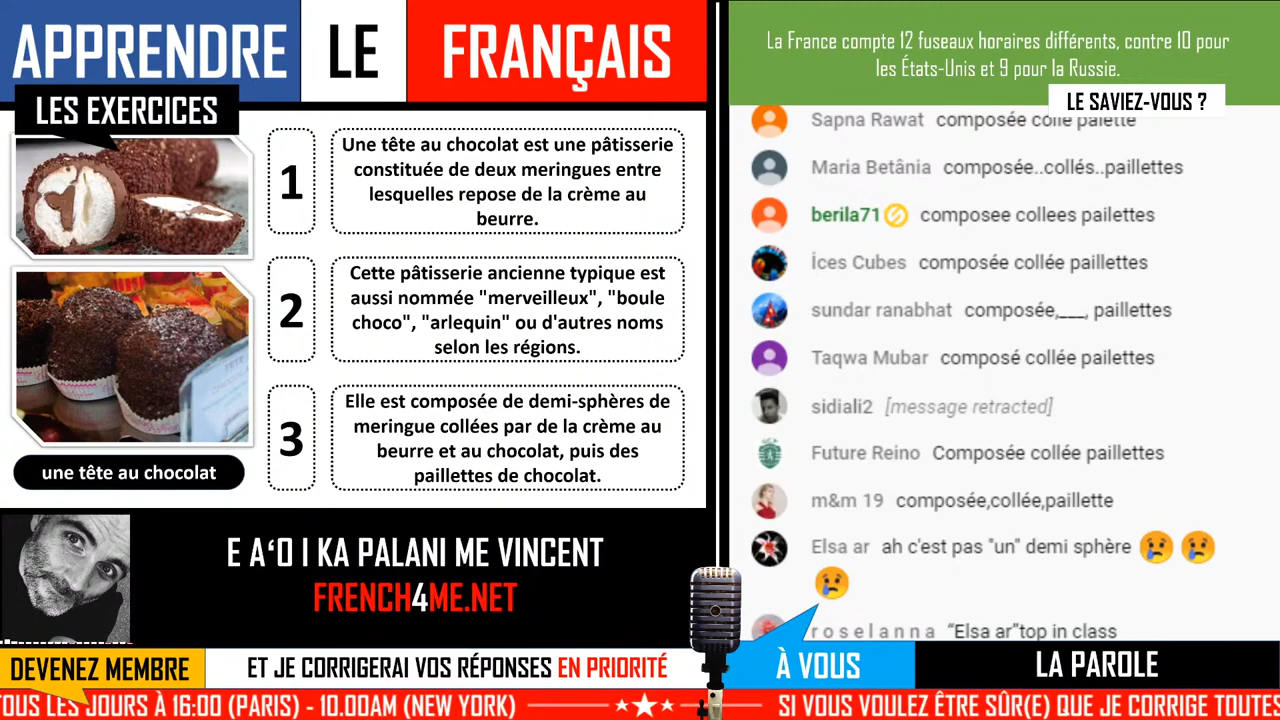 APPRENDRE LE FRANÇAIS
LES EXERCICES
1
Une tête au chocolat est une pâtisserie
constituée de deux meringues entre
lesquelles repose de la crème au
beurre.
2
Cette pâtisserie ancienne typique est
aussi nommée "merveilleux", "boule
choco", "arlequin" ou d'autres noms
selon les régions.
3
Elle est composée de demi-sphères de
meringue collées par de la crème au
beurre et au chocolat, puis des
paillettes de chocolat.
une tête au chocolat
E AʻO I KA PALANI ME VINCENT
FRENCH4ME.NET
DEVENEZ MEMBRE
ET JE CORRIGERAI VOS RÉPONSES EN PRIORITÉ
La France compte 12 fuseaux horaires différents, contre 10 pour
les États-Unis et 9 pour la Russie.
LE SAVIEZ-VOUS ?
Sapna Rawat composée colle palette
Maria Betânia composée..collés..paillettes
berila71 composee collees pailettes
İces Cubes composée collée pailettes
sundar ranabhat composée,___, paillettes
Taqwa Mubar composé collée pailettes
sidiali2 [message retracted]
Future Reino Composée collée paillettes
m&m 19 composée,collée,paillette
Elsa ar ah c'est pas "un" demi sphère
r o s e l a n n a “Elsa ar”top in class
À VOUS
LA PAROLE
TOUS LES JOURS À 16:00 (PARIS) - 10.00AM (NEW YORK)
SI VOUS VOULEZ ÊTRE SÛR(E) QUE JE CORRIGE TOUTES